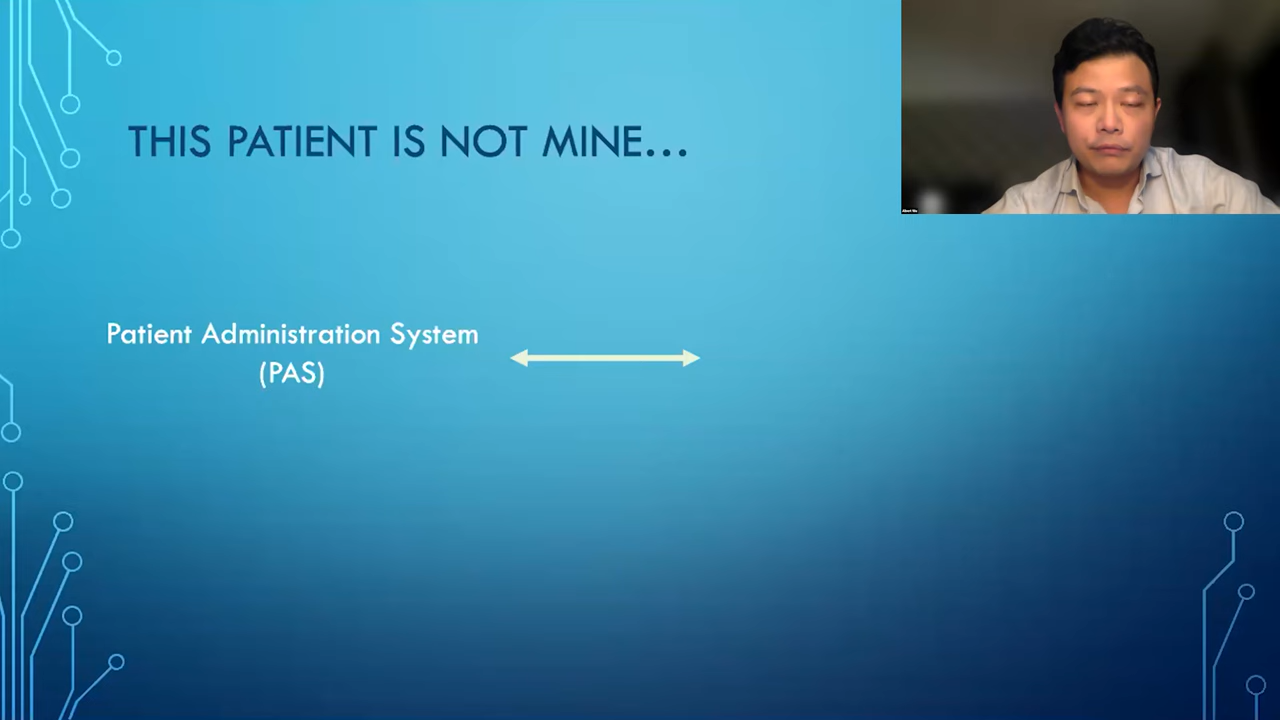 THIS PATIENT IS NOT MINE...
Patient Administration System
(PAS)